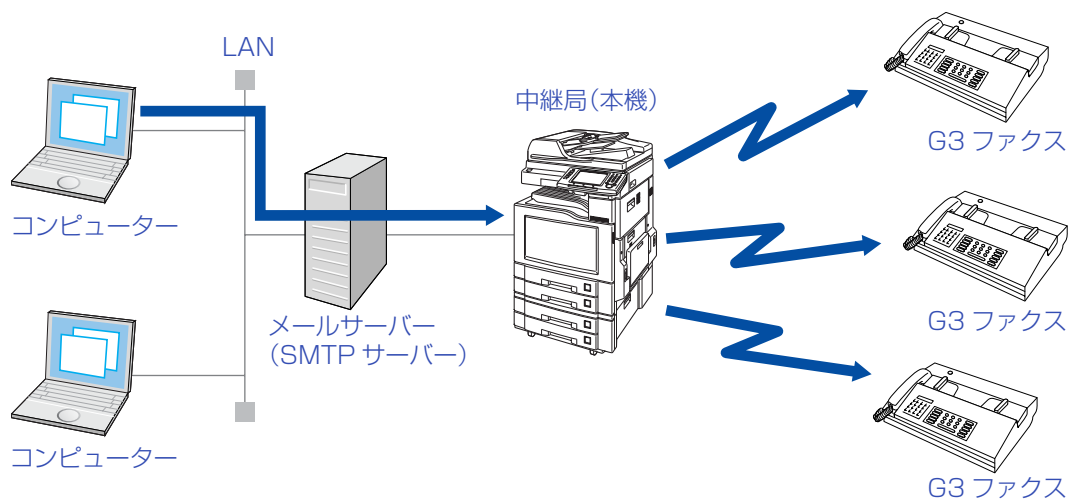 LAN
中継局（本機）
G3 ファクス
コンピューター
G3 ファクス
メールサーバー
（SMTP サーバー）
コンピューター
G3 ファクス